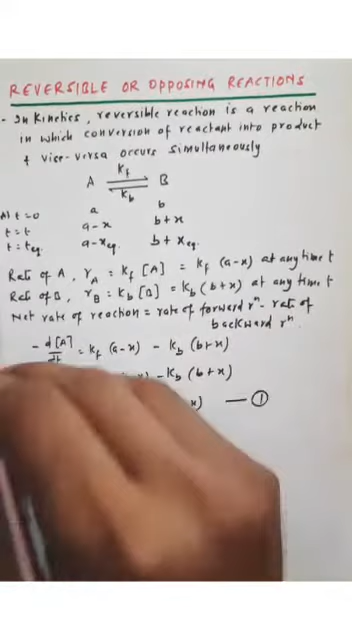 REVERSIBLE OR OPPOSING REACTIONS
- In Kinetics, reversible reaction is a reaction
in which conversion of reactant into product
& vice-versa occurs simultaneously
A ⇌ B
Kf
Kb
At t=0 a b
t=t a-x b+x
t=teq. a-xeq. b+xeq.
Rate of A, rA = Kf [A] = Kf (a-x) at any time t
Rate of B, rB = Kb [B] = Kb (b+x) at any time t
Net rate of reaction = rate of forward rⁿ - rate of
backward rⁿ.
- d[A]/dt = Kf (a-x) - Kb (b+x)
- Kb (b+x)
x) — ①